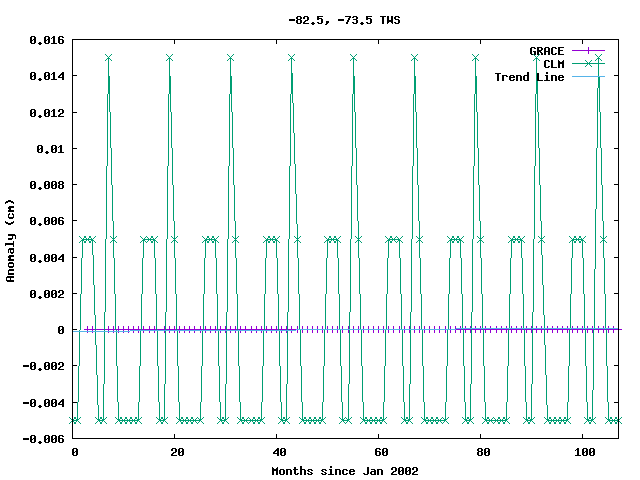 -82.5, -73.5 TWS
0.016
0.014
0.012
0.01
0.008
0.006
0.004
0.002
0
-0.002
-0.004
-0.006
Anomaly (cm)
GRACE
CLM
Trend Line
0 20 40 60 80 100
Months since Jan 2002